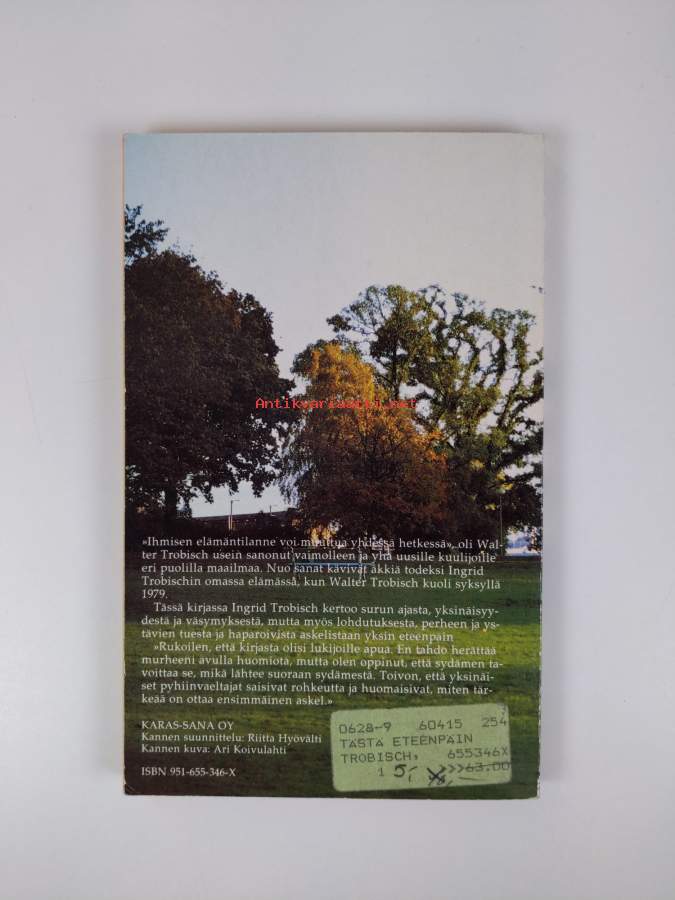 Antikvariaatti.net
»Ihmisen elämäntilanne voi muuttua yhdessä hetkessä», oli Wal-
ter Trobisch usein sanonut vaimolleen ja yhä uusille kuulijoille
eri puolilla maailmaa. Nuo sanat kävivät äkkiä todeksi Ingrid
Trobischin omassa elämässä, kun Walter Trobisch kuoli syksyllä
1979.
Tässä kirjassa Ingrid Trobisch kertoo surun ajasta, yksinäisyy-
destä ja väsymyksestä, mutta myös lohdutuksesta, perheen ja ys-
tävien tuesta ja haparoivista askelistaan yksin eteenpäin.
»Rukoilen, että kirjasta olisi lukijoille apua. En tahdo herättää
murheeni avulla huomiota, mutta olen oppinut, että sydämen ta-
voittaa se, mikä lähtee suoraan sydämestä. Toivon, että yksinäi-
set pyhiinvaeltajat saisivat rohkeutta ja huomaisivat, miten tär-
keää on ottaa ensimmäinen askel.»
KARAS-SANA OY
Kannen suunnittelu: Riitta Hyövälti
Kannen kuva: Ari Koivulahti
ISBN 951-655-346-X
0628-9 60415 254
TÄSTÄ ETEENPÄIN
TROBISCH, 655346X
1 5,- >>>63.00